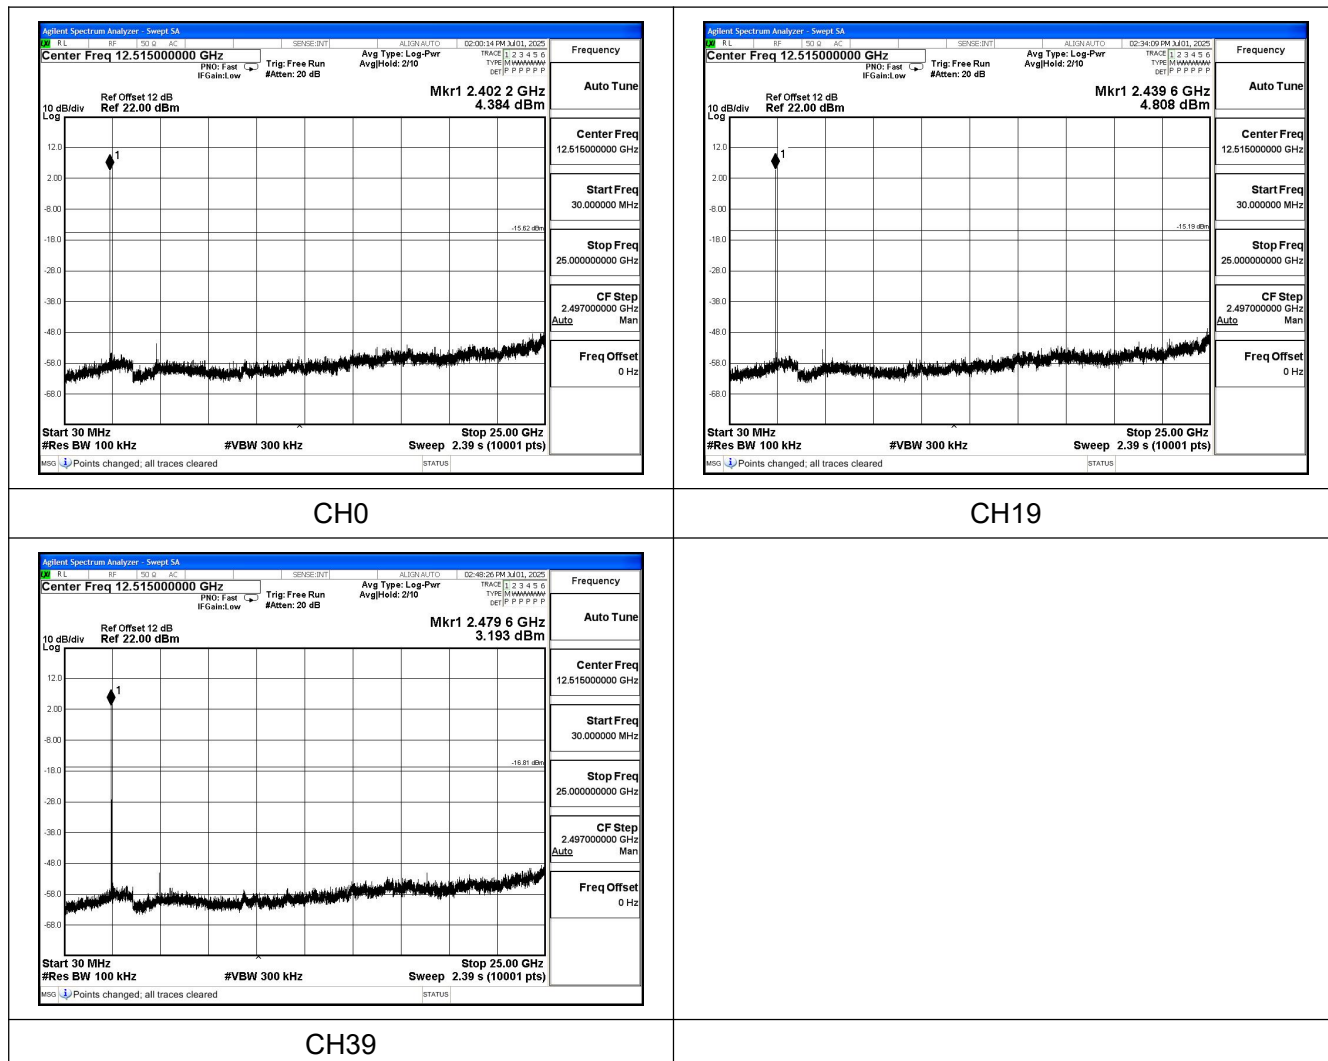 Agilent Spectrum Analyzer - Swept SA
RL RF 50 Ω AC SENSE:INT ALIGN AUTO 02:00:14 PM Jul 01, 2025
Center Freq 12.515000000 GHz
PNO: Fast
IFGain:Low
Trig: Free Run
#Atten: 20 dB
Avg Type: Log-Pwr
Avg|Hold: 2/10
TRACE 1 2 3 4 5 6
TYPE M
DET P P P P P P
Ref Offset 12 dB
10 dB/div Ref 22.00 dBm
Log
Mkr1 2.402 2 GHz
4.384 dBm
1
12.0
2.00
-8.00
-15.62 dBm
-18.0
-28.0
-38.0
-48.0
-58.0
-68.0
Start 30 MHz Stop 25.00 GHz
#Res BW 100 kHz #VBW 300 kHz Sweep 2.39 s (10001 pts)
MSG Points changed; all traces cleared STATUS
Frequency
Auto Tune
Center Freq
12.515000000 GHz
Start Freq
30.000000 MHz
Stop Freq
25.000000000 GHz
CF Step
2.497000000 GHz
Auto Man
Freq Offset
0 Hz
CH0
Agilent Spectrum Analyzer - Swept SA
RL RF 50 Ω AC SENSE:INT ALIGN AUTO 02:34:09 PM Jul 01, 2025
Center Freq 12.515000000 GHz
PNO: Fast
IFGain:Low
Trig: Free Run
#Atten: 20 dB
Avg Type: Log-Pwr
Avg|Hold: 2/10
TRACE 1 2 3 4 5 6
TYPE M
DET P P P P P P
Ref Offset 12 dB
10 dB/div Ref 22.00 dBm
Log
Mkr1 2.439 6 GHz
4.808 dBm
1
12.0
2.00
-8.00
-15.19 dBm
-18.0
-28.0
-38.0
-48.0
-58.0
-68.0
Start 30 MHz Stop 25.00 GHz
#Res BW 100 kHz #VBW 300 kHz Sweep 2.39 s (10001 pts)
MSG Points changed; all traces cleared STATUS
Frequency
Auto Tune
Center Freq
12.515000000 GHz
Start Freq
30.000000 MHz
Stop Freq
25.000000000 GHz
CF Step
2.497000000 GHz
Auto Man
Freq Offset
0 Hz
CH19
Agilent Spectrum Analyzer - Swept SA
RL RF 50 Ω AC SENSE:INT ALIGN AUTO 02:48:26 PM Jul 01, 2025
Center Freq 12.515000000 GHz
PNO: Fast
IFGain:Low
Trig: Free Run
#Atten: 20 dB
Avg Type: Log-Pwr
Avg|Hold: 2/10
TRACE 1 2 3 4 5 6
TYPE M
DET P P P P P P
Ref Offset 12 dB
10 dB/div Ref 22.00 dBm
Log
Mkr1 2.479 6 GHz
3.193 dBm
1
12.0
2.00
-8.00
-16.81 dBm
-18.0
-28.0
-38.0
-48.0
-58.0
-68.0
Start 30 MHz Stop 25.00 GHz
#Res BW 100 kHz #VBW 300 kHz Sweep 2.39 s (10001 pts)
MSG Points changed; all traces cleared STATUS
Frequency
Auto Tune
Center Freq
12.515000000 GHz
Start Freq
30.000000 MHz
Stop Freq
25.000000000 GHz
CF Step
2.497000000 GHz
Auto Man
Freq Offset
0 Hz
CH39